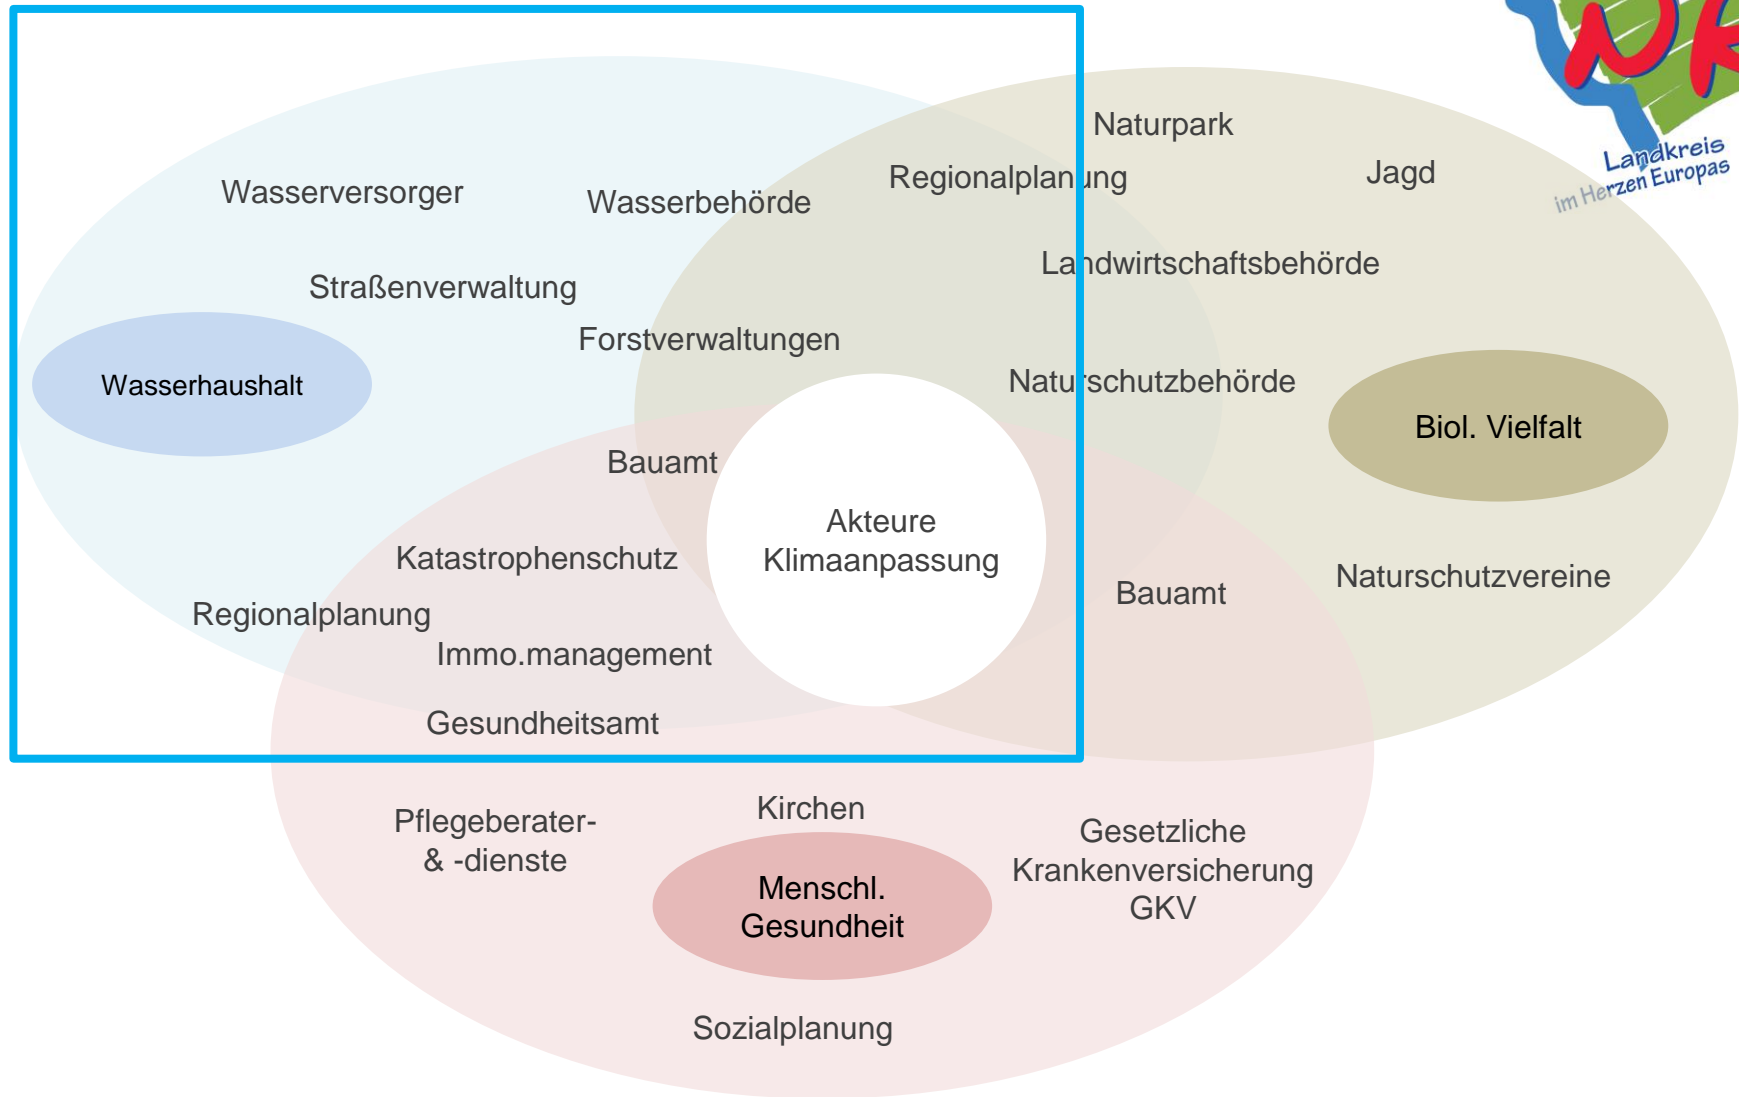 Naturpark
Landkreis
im Herzen Europas
Jagd
Regionalplanung
Wasserversorger
Wasserbehörde
Landwirtschaftsbehörde
Straßenverwaltung
Forstverwaltungen
Wasserhaushalt
Naturschutzbehörde
Biol. Vielfalt
Bauamt
Akteure
Klimaanpassung
Katastrophenschutz
Naturschutzvereine
Bauamt
Regionalplanung
Immo.management
Gesundheitsamt
Kirchen
Pflegeberater-
& -dienste
Gesetzliche
Krankenversicherung
GKV
Menschl.
Gesundheit
Sozialplanung